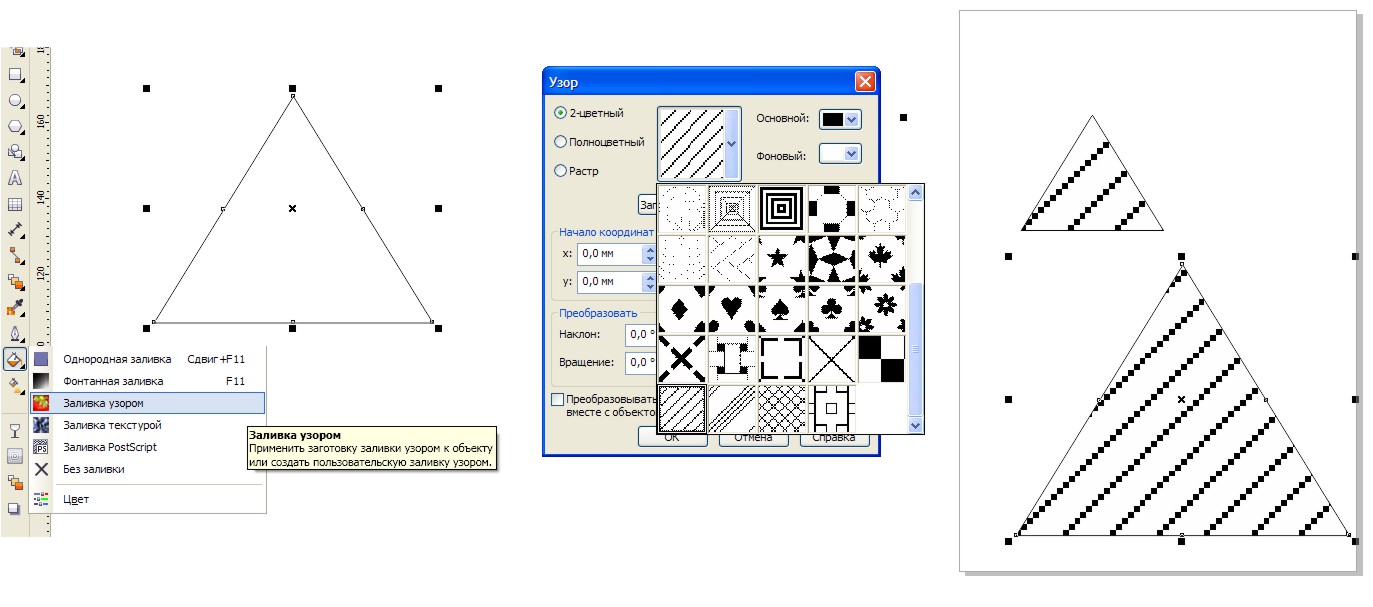 160
140
120
Однородная заливка Сдвиг+F11
Фонтанная заливка F11
Заливка узором
Заливка текстурой
Заливка PostScript
Без заливки
Цвет
Заливка узором
Применить заготовку заливки узором к объекту
или создать пользовательскую заливку узором.
Узор
2-цветный
Полноцветный
Растр
Основной:
Фоновый:
Заг
Начало координат
x: 0,0 мм
y: 0,0 мм
Преобразовать
Наклон: 0,0 °
Вращение: 0,0 °
Преобразовывать
вместе с объекто
ОК Отмена Справка